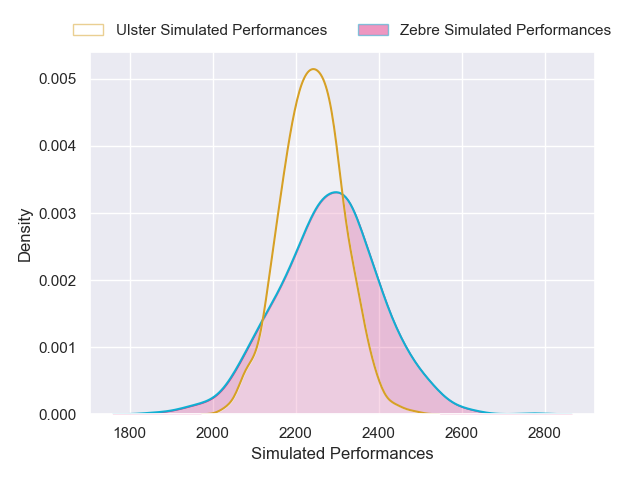 Ulster Simulated Performances Zebre Simulated Performances
0.005
0.004
0.003
0.002
0.001
0.000
Density
1800 2000 2200 2400 2600 2800
Simulated Performances